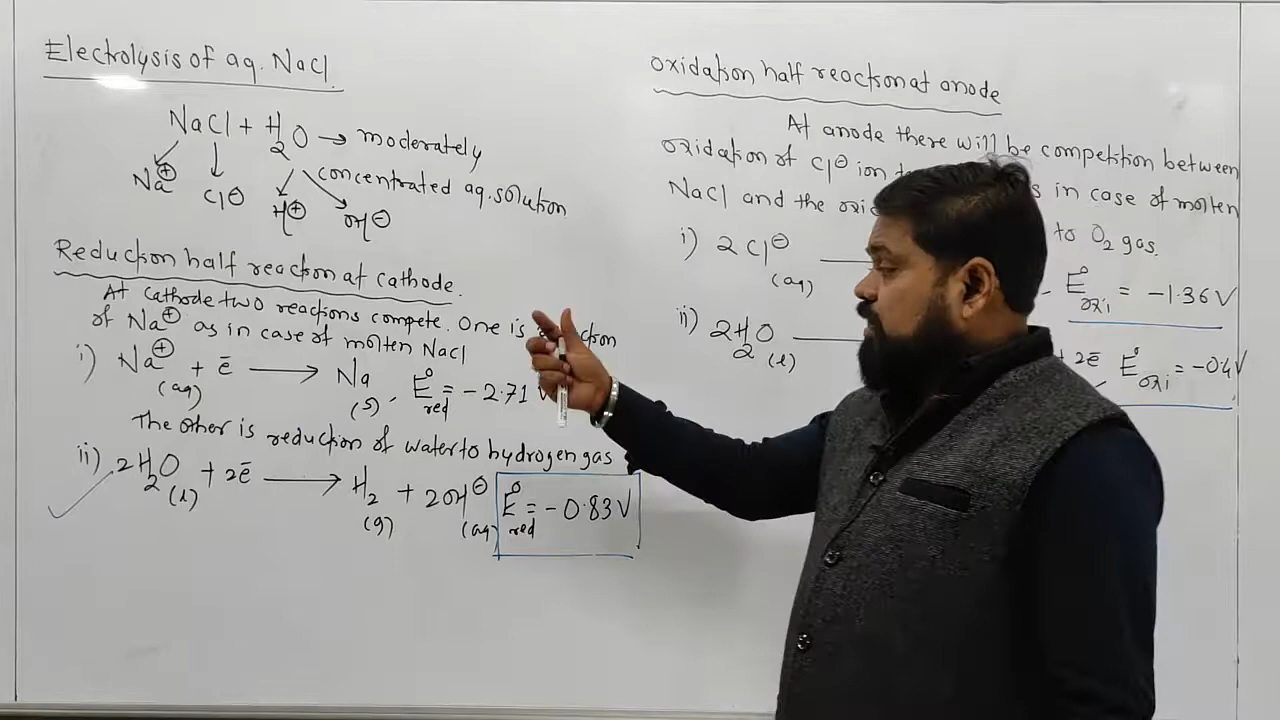 Electrolysis of aq. NaCl.
NaCl + H₂O → moderately
concentrated aq. solution
Na⊕ Cl⊖ H⊕ OH⊖
Reduction half reaction at cathode.
At cathode two reactions compete. One is
of Na⊕ as in case of molten NaCl
i) Na⊕(aq) + ē ⟶ Na(s), E°red = -2.71
The other is reduction of water to hydrogen gas
ii) 2H₂O(l) + 2ē ⟶ H₂(g) + 2OH⊖(aq) E°red = -0.83V
oxidation half reaction at anode
At anode there will be competition between
oxidation of Cl⊖ ion in case of molten
NaCl and the to O₂ gas.
i) 2Cl⊖(aq) E°oxi = -1.36V
ii) 2H₂O(l) + 2ē, E°oxi = -0.4V